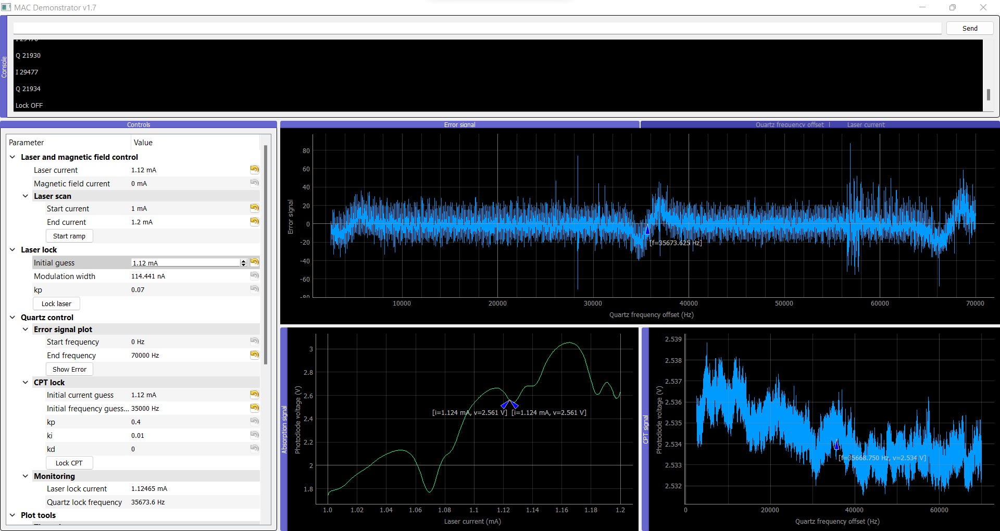 MAC Demonstrator v1.7
Send
Console
Q 21930
I 29477
Q 21934
Lock OFF
Controls
Parameter Value
Laser and magnetic field control
Laser current 1.12 mA
Magnetic field current 0 mA
Laser scan
Start current 1 mA
End current 1.2 mA
Start ramp
Laser lock
Initial guess 1.12 mA
Modulation width 114.441 nA
kp 0.07
Lock laser
Quartz control
Error signal plot
Start frequency 0 Hz
End frequency 70000 Hz
Show Error
CPT lock
Initial current guess 1.12 mA
Initial frequency guess... 35000 Hz
kp 0.4
ki 0.01
kd 0
Lock CPT
Monitoring
Laser lock current 1.12465 mA
Quartz lock frequency 35673.6 Hz
Plot tools
Error signal
Quartz frequency offset
Laser current
Error signal
80
60
40
20
0
-20
-40
-60
-80
[f=35673.625 Hz]
10000 20000 30000 40000 50000 60000 70000
Quartz frequency offset (Hz)
Absorption signal
Photodiode voltage (V)
3
2.8
2.6
2.4
2.2
2
1.8
[i=1.124 mA, v=2.561 V] [i=1.124 mA, v=2.561 V]
1.0 1.02 1.04 1.06 1.08 1.1 1.12 1.14 1.16 1.18 1.2
Laser current (mA)
CPT signal
Photodiode voltage (V)
2.539
2.538
2.537
2.536
2.535
2.534
2.533
2.532
[f=35668.750 Hz, v=2.534 V]
0 20000 40000 60000
Quartz frequency offset (Hz)